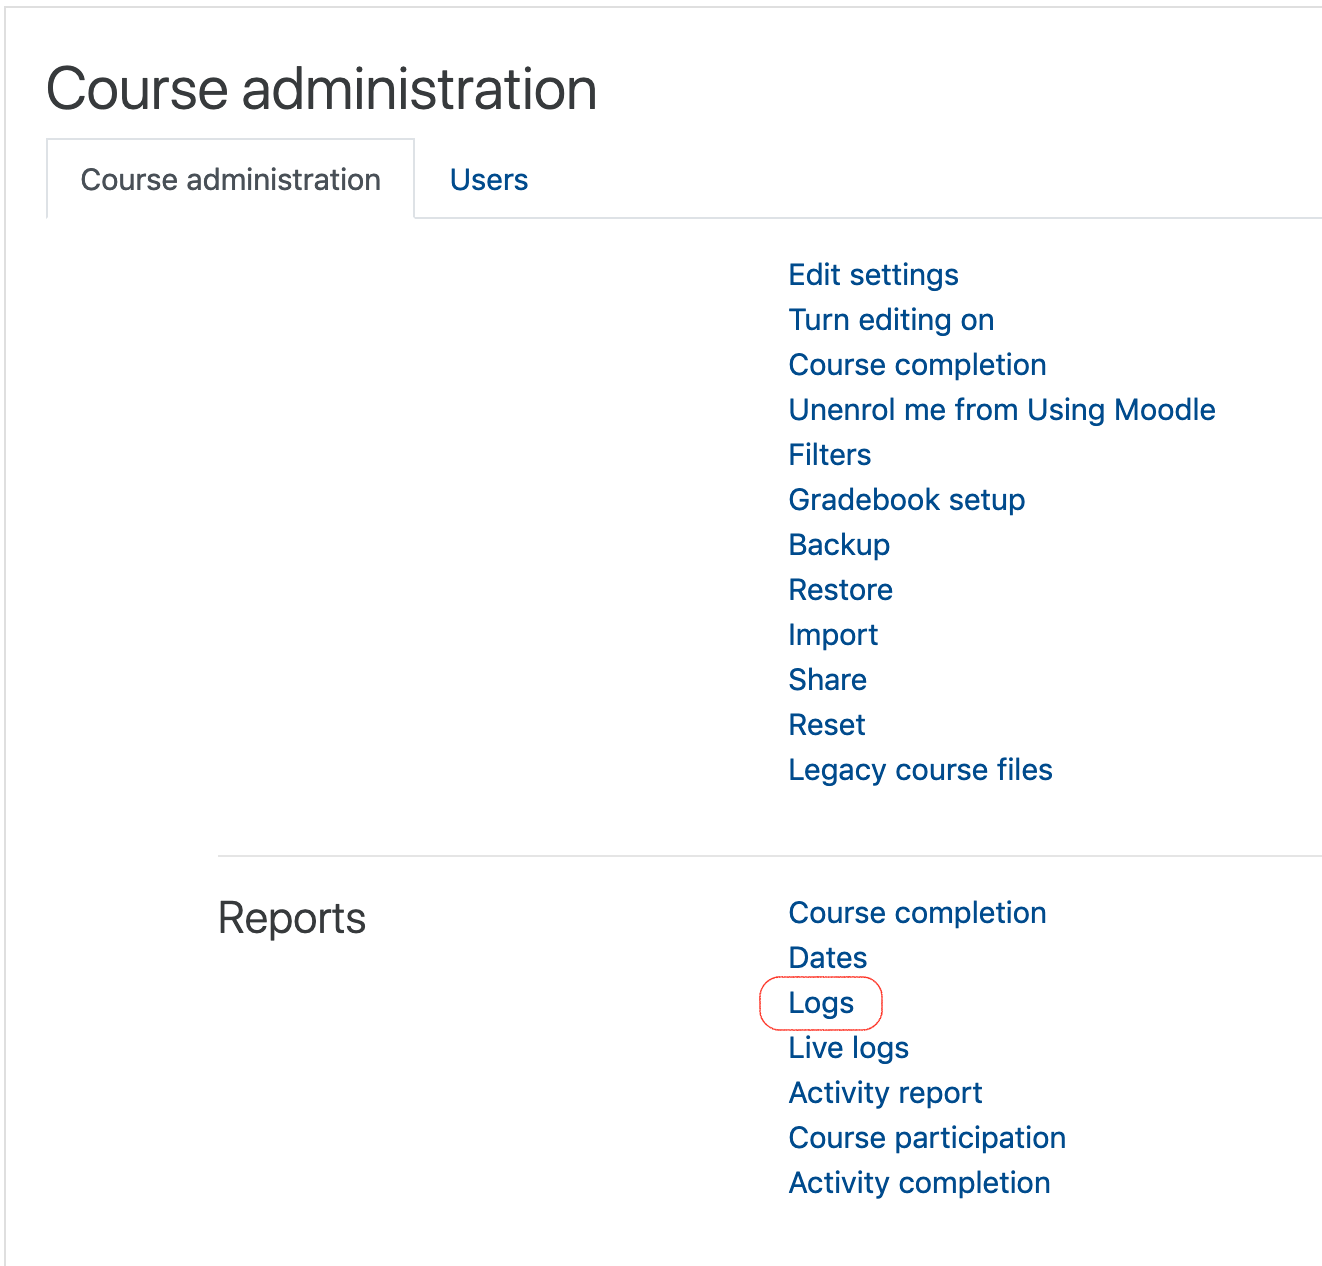 Course administration
Course administration
Users
Edit settings
Turn editing on
Course completion
Unenrol me from Using Moodle
Filters
Gradebook setup
Backup
Restore
Import
Share
Reset
Legacy course files
Reports
Course completion
Dates
Logs
Live logs
Activity report
Course participation
Activity completion